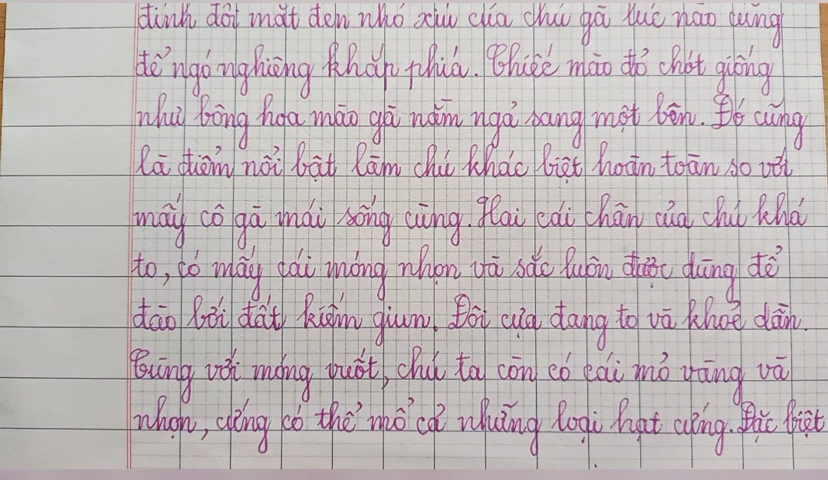 đính đôi mắt đen nhỏ xíu của chú gà lúc nào cũng
để ngó nghiêng khắp phía. Chiếc mào đỏ chót giống
như bông hoa mào gà nằm ngả sang một bên. Đó cũng
là điểm nổi bật làm chú khác biệt hoàn toàn so với
mấy cô gà mái sống cùng. Hai cái chân của chú khá
to, có mấy cái móng nhọn và sắc luôn được dùng để
đào bới đất kiếm giun. Đôi cựa đang to và khoẻ dần.
Cùng với móng vuốt, chú ta còn có cái mỏ vàng và
nhọn, cứng có thể mổ cả những loại hạt cứng. Đặc biệt